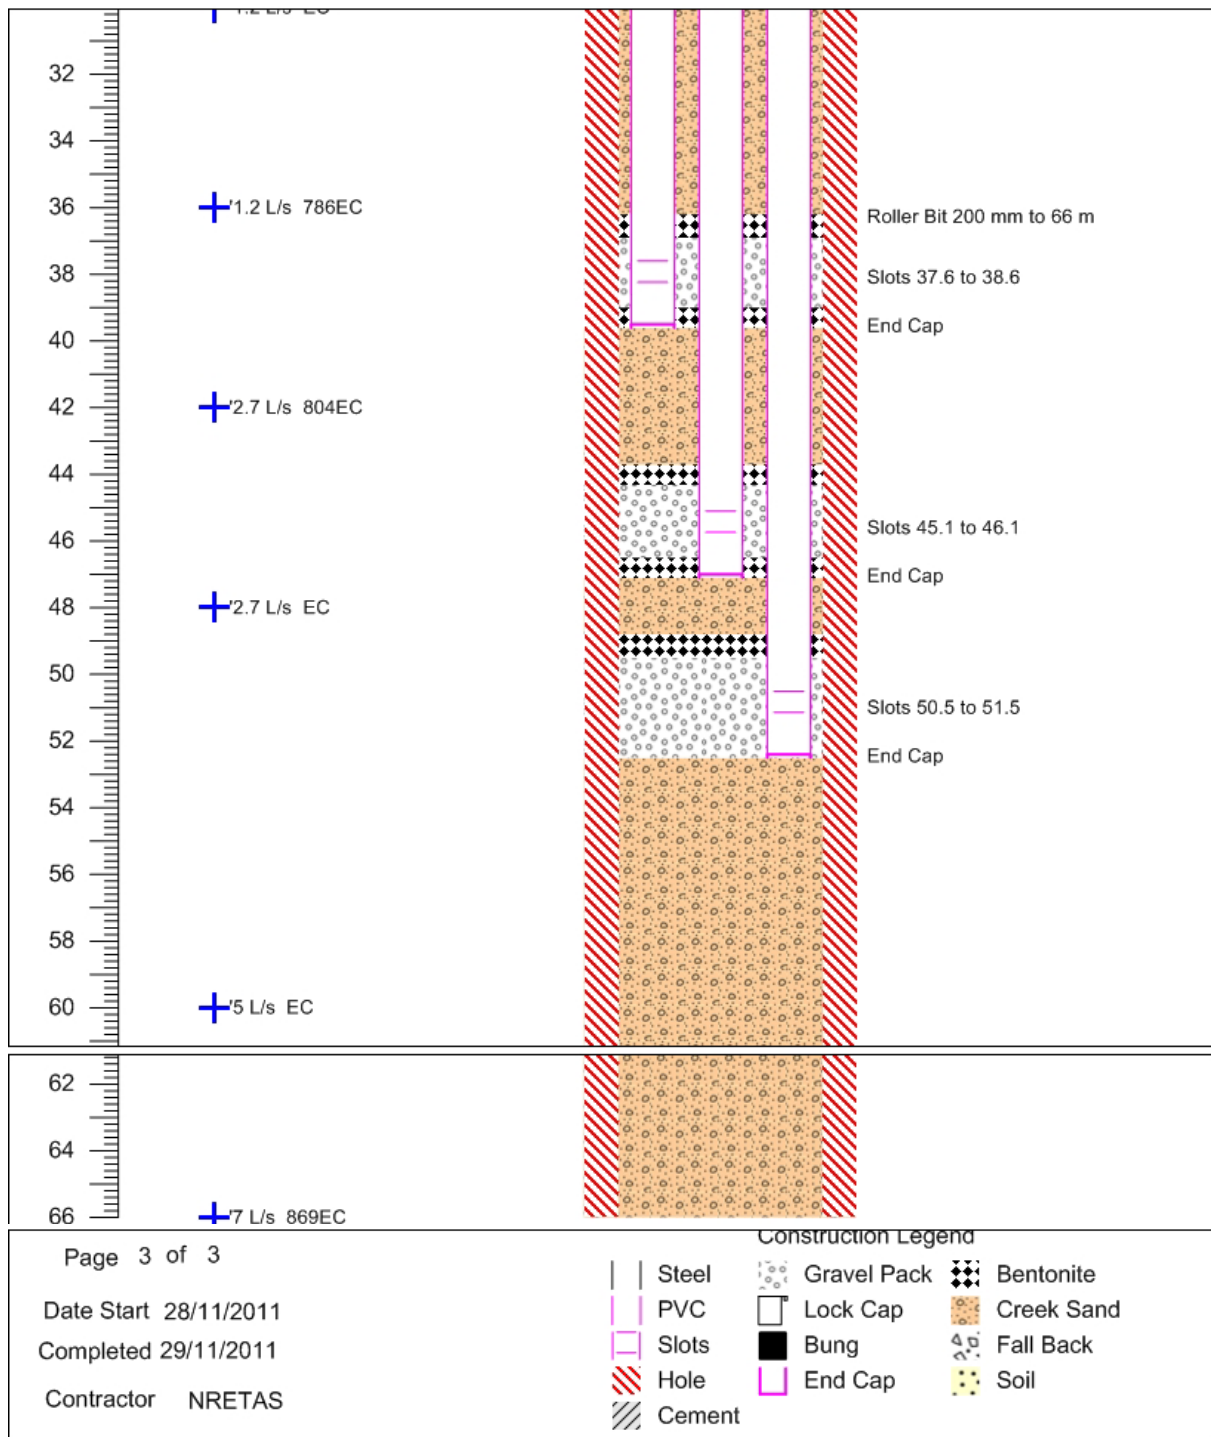 1.2 L/s EC
32
34
36
'1.2 L/s 786EC
Roller Bit 200 mm to 66 m
38
Slots 37.6 to 38.6
End Cap
40
42
'2.7 L/s 804EC
44
Slots 45.1 to 46.1
46
End Cap
48
'2.7 L/s EC
50
Slots 50.5 to 51.5
52
End Cap
54
56
58
60
'5 L/s EC
62
64
66
'7 L/s 869EC
Construction Legend
Page 3 of 3
Date Start 28/11/2011
Completed 29/11/2011
Contractor NRETAS
Steel
PVC
Slots
Hole
Cement
Gravel Pack
Lock Cap
Bung
End Cap
Bentonite
Creek Sand
Fall Back
Soil